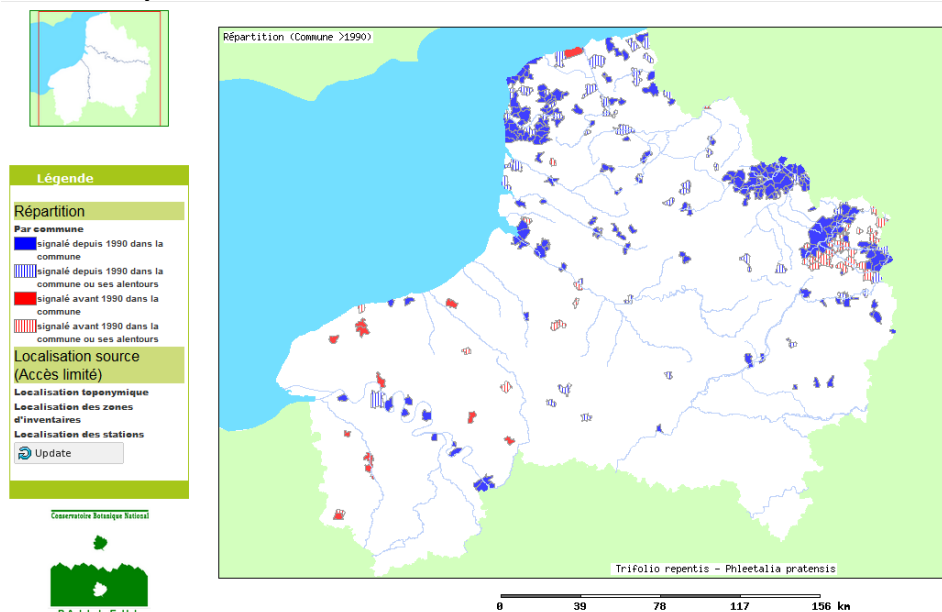 Répartition (Commune >1990)
Légende
Répartition
Par commune
signalé depuis 1990 dans la
commune
signalé depuis 1990 dans la
commune ou ses alentours
signalé avant 1990 dans la
commune
signalé avant 1990 dans la
commune ou ses alentours
Localisation source
(Accès limité)
Localisation toponymique
Localisation des zones
d'inventaires
Localisation des stations
Update
Conservatoire Botanique National
Trifolio repentis - Phleetalia pratensis
0 39 78 117 156 km